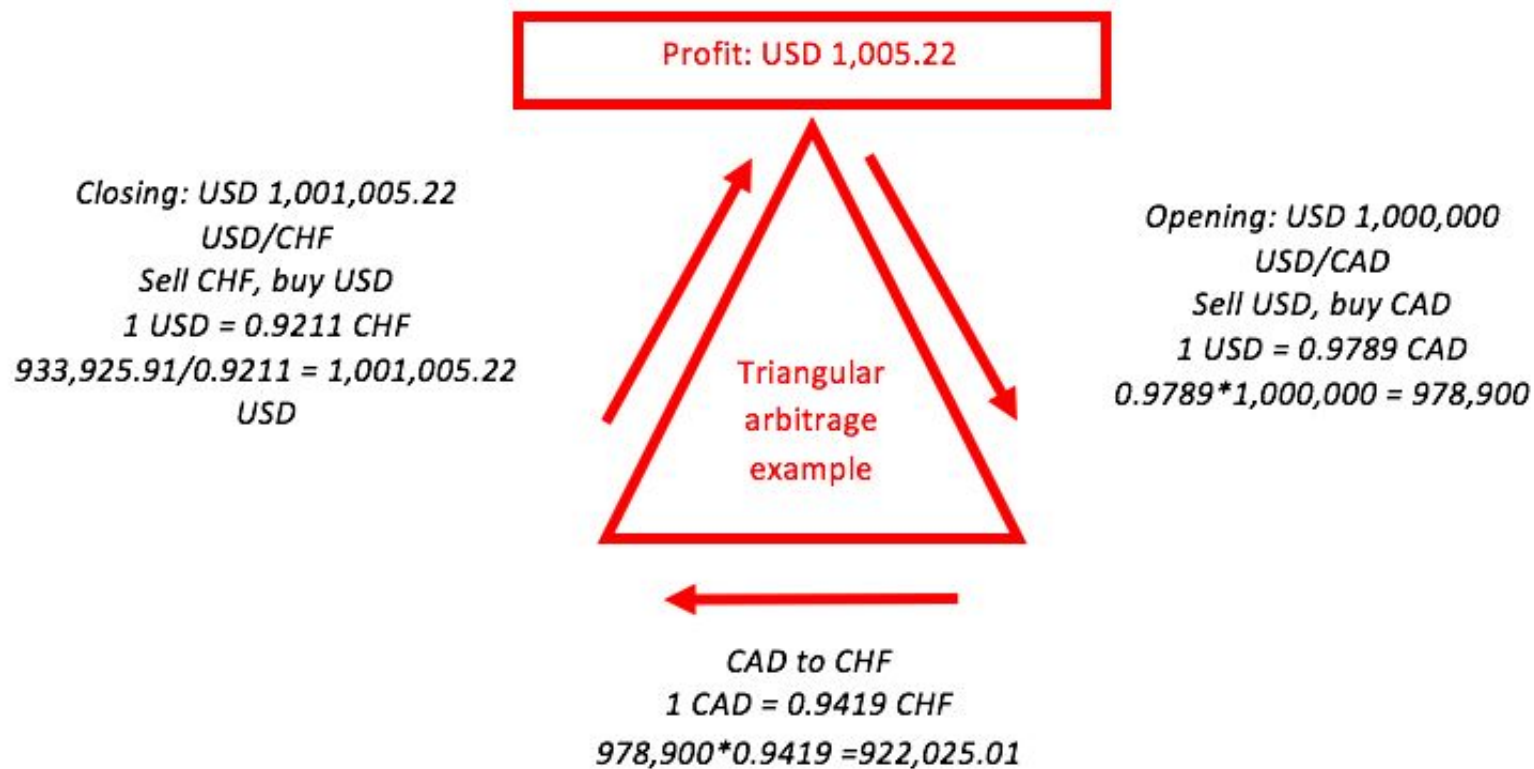 Profit: USD 1,005.22
Closing: USD 1,001,005.22
USD/CHF
Sell CHF, buy USD
1 USD = 0.9211 CHF
933,925.91/0.9211 = 1,001,005.22
USD
Opening: USD 1,000,000
USD/CAD
Sell USD, buy CAD
1 USD = 0.9789 CAD
0.9789*1,000,000 = 978,900
Triangular
arbitrage
example
CAD to CHF
1 CAD = 0.9419 CHF
978,900*0.9419 =922,025.01